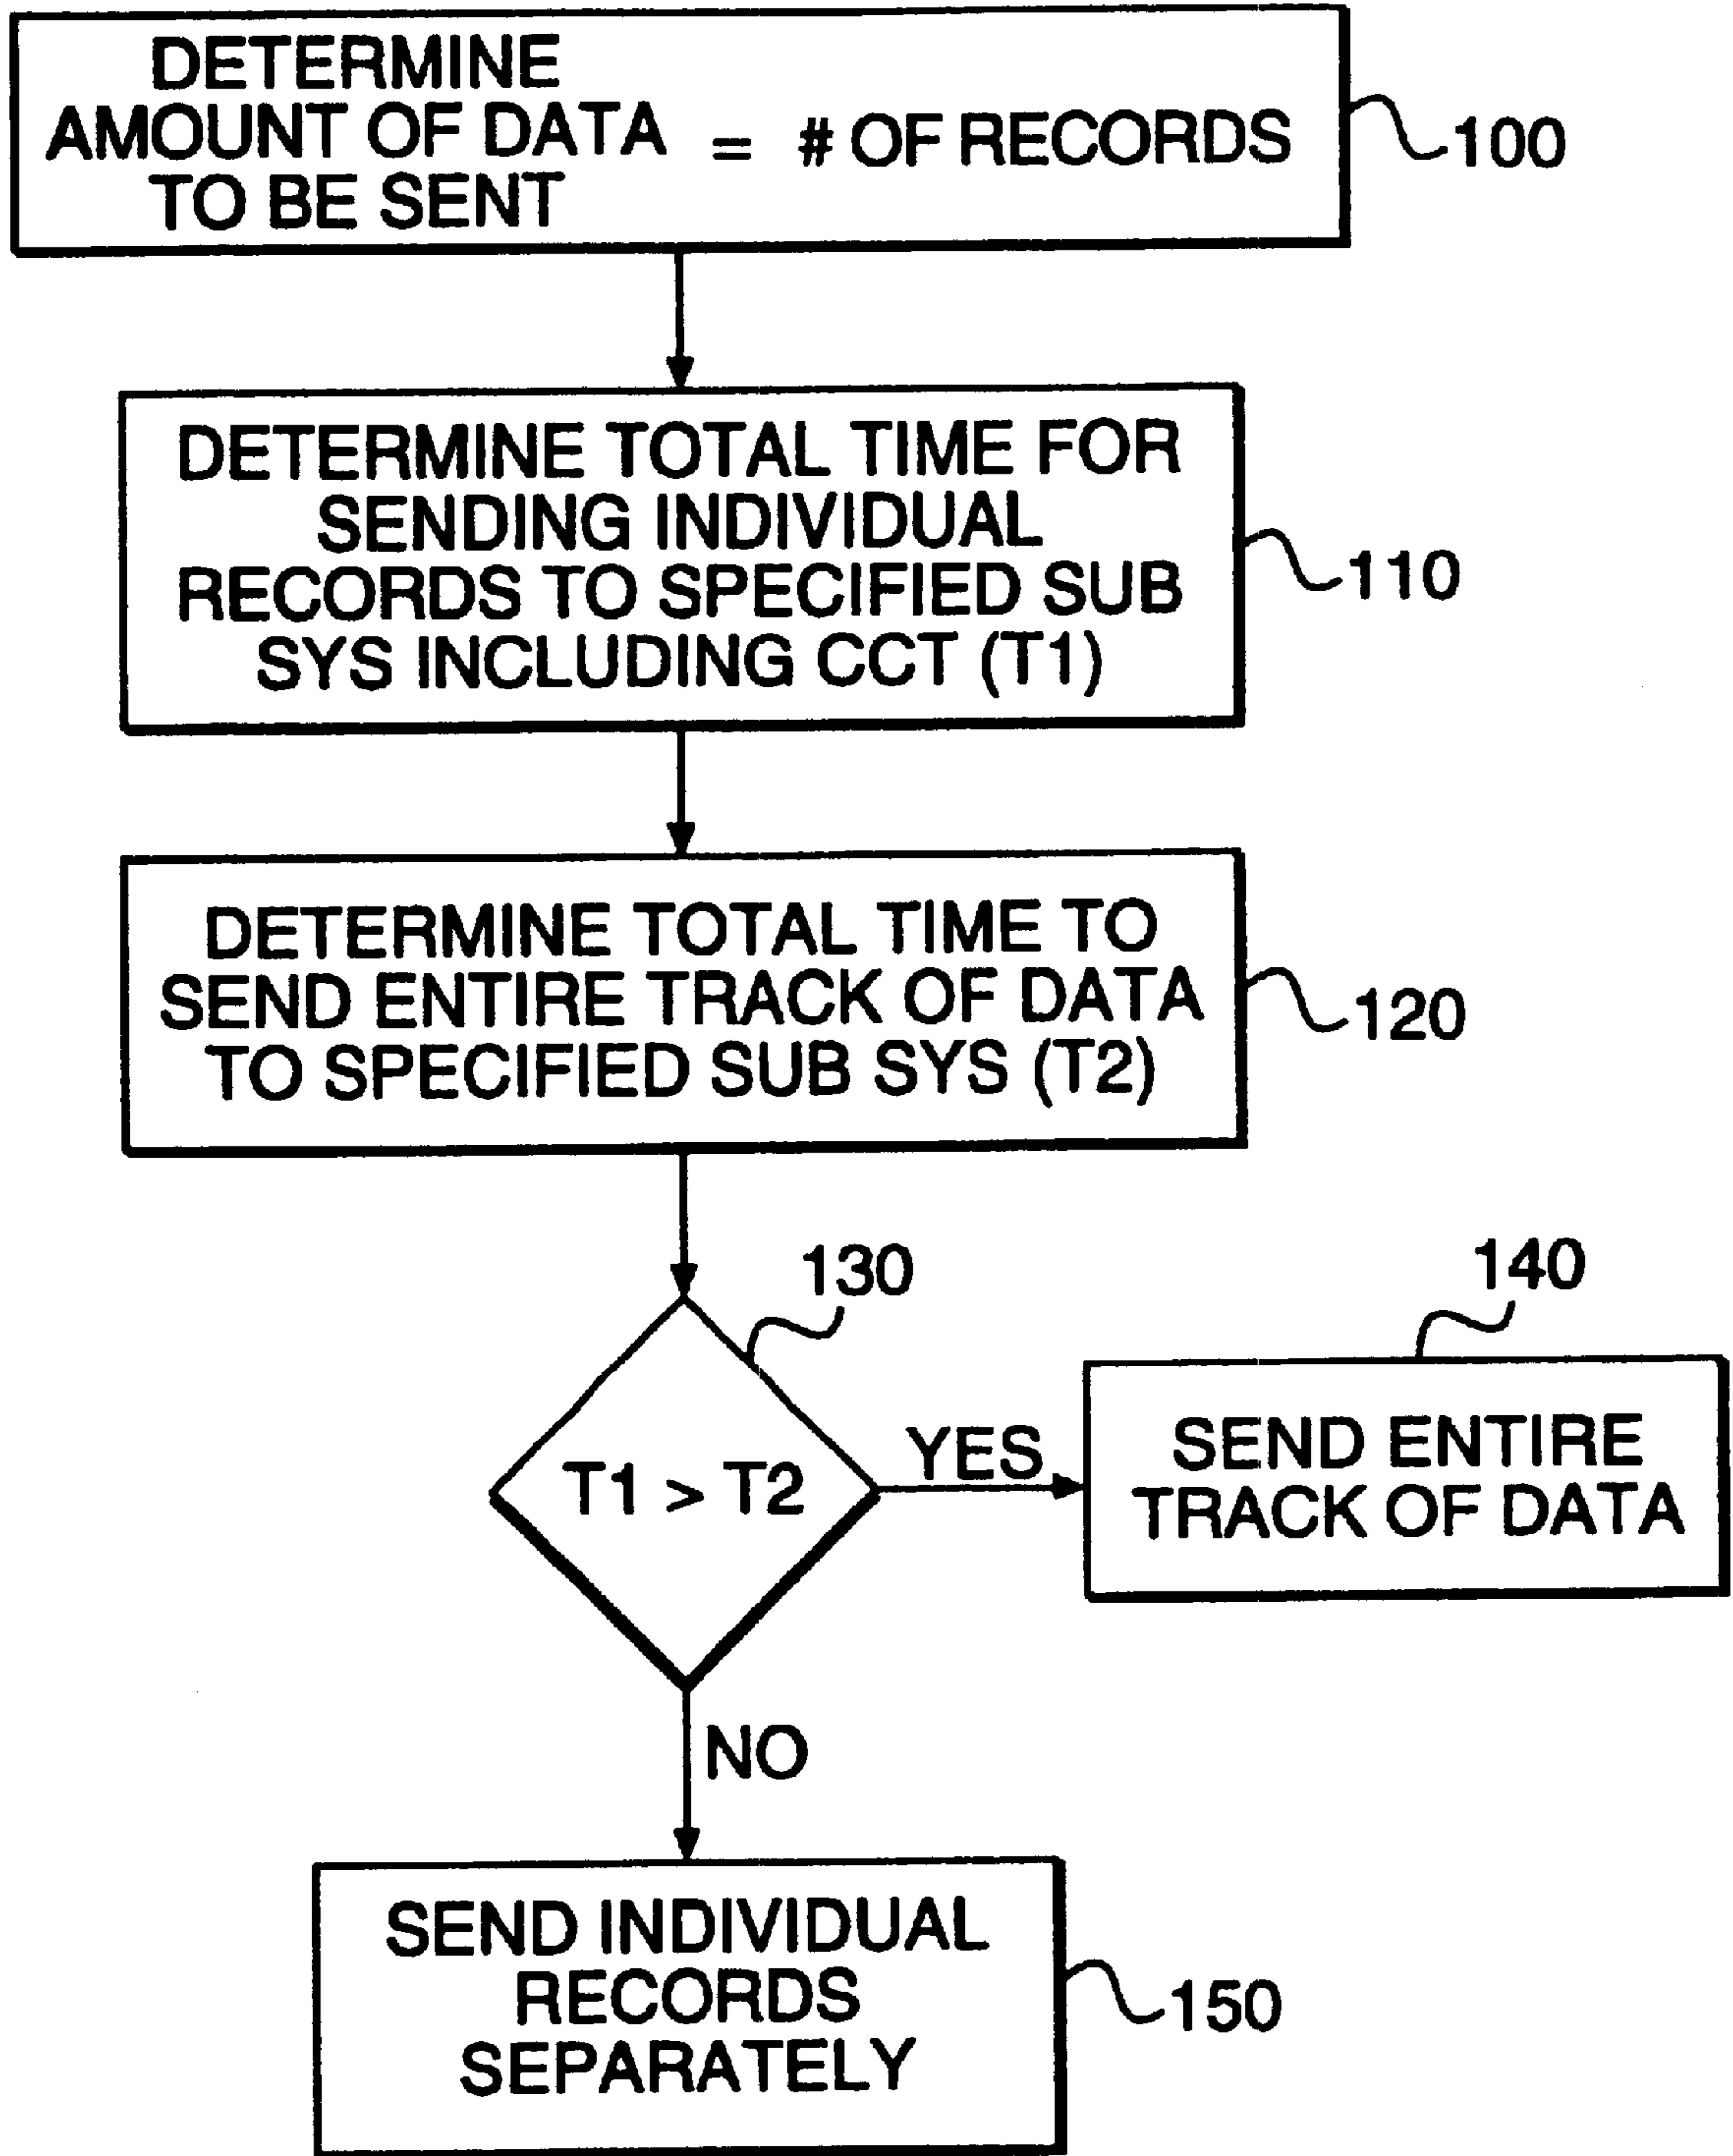 DETERMINE
AMOUNT OF DATA = # OF RECORDS
TO BE SENT
100
DETERMINE TOTAL TIME FOR
SENDING INDIVIDUAL
RECORDS TO SPECIFIED SUB
SYS INCLUDING CCT (T1)
110
DETERMINE TOTAL TIME TO
SEND ENTIRE TRACK OF DATA
TO SPECIFIED SUB SYS (T2)
120
130
T1 > T2
YES
140
SEND ENTIRE
TRACK OF DATA
NO
SEND INDIVIDUAL
RECORDS
SEPARATELY
150